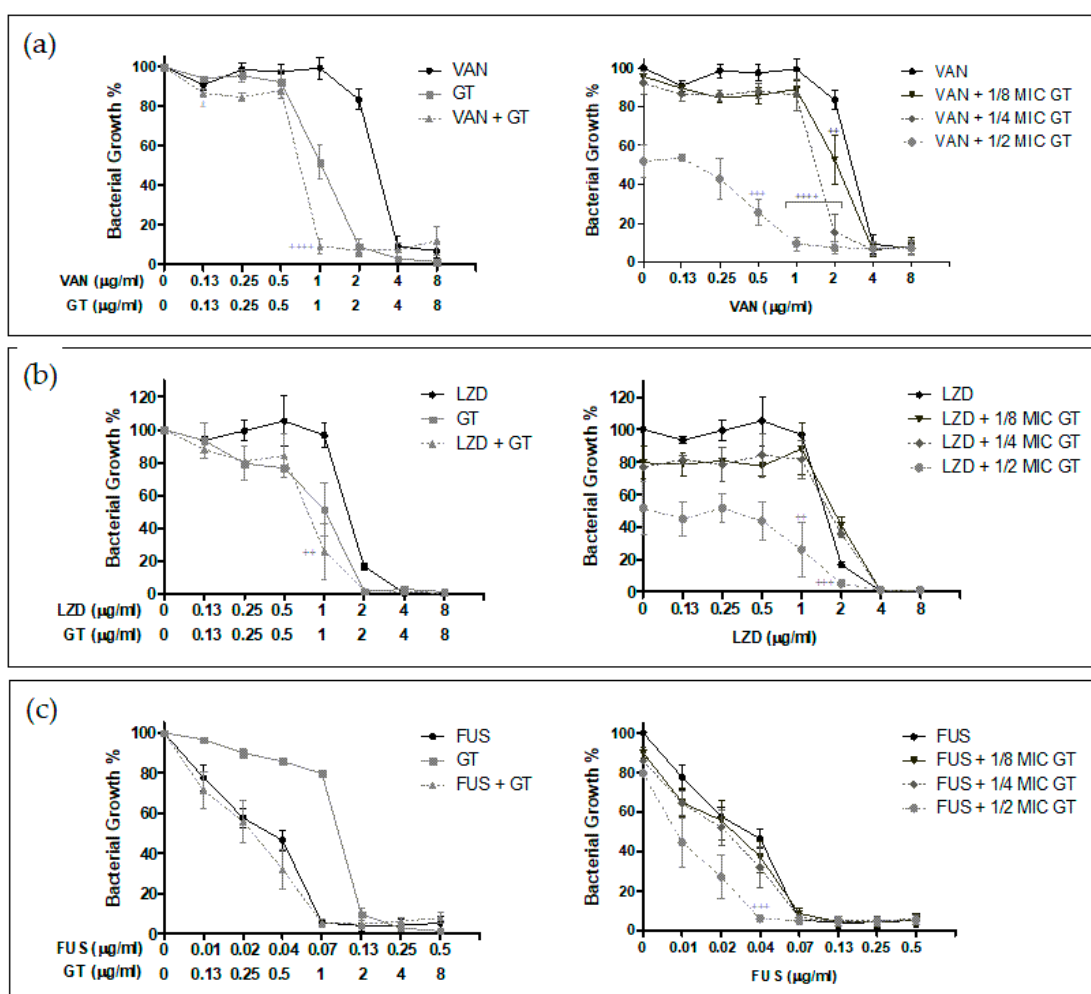 (a)
Bacterial Growth %
100
80
60
40
20
0
VAN
GT
VAN + GT
++++
VAN (µg/ml) 0 0.13 0.25 0.5 1 2 4 8
GT (µg/ml) 0 0.13 0.25 0.5 1 2 4 8
Bacterial Growth %
100
80
60
40
20
0
VAN
VAN + 1/8 MIC GT
VAN + 1/4 MIC GT
VAN + 1/2 MIC GT
++
+++
++++
0 0.13 0.25 0.5 1 2 4 8
VAN (µg/ml)
(b)
Bacterial Growth %
120
100
80
60
40
20
0
LZD
GT
LZD + GT
++
LZD (µg/ml) 0 0.13 0.25 0.5 1 2 4 8
GT (µg/ml) 0 0.13 0.25 0.5 1 2 4 8
Bacterial Growth %
120
100
80
60
40
20
0
LZD
LZD + 1/8 MIC GT
LZD + 1/4 MIC GT
LZD + 1/2 MIC GT
++
+++
0 0.13 0.25 0.5 1 2 4 8
LZD (µg/ml)
(c)
Bacterial Growth %
100
80
60
40
20
0
FUS
GT
FUS + GT
FUS (µg/ml) 0 0.01 0.02 0.04 0.07 0.13 0.25 0.5
GT (µg/ml) 0 0.13 0.25 0.5 1 2 4 8
Bacterial Growth %
100
80
60
40
20
0
FUS
FUS + 1/8 MIC GT
FUS + 1/4 MIC GT
FUS + 1/2 MIC GT
+++
0 0.01 0.02 0.04 0.07 0.13 0.25 0.5
FUS (µg/ml)